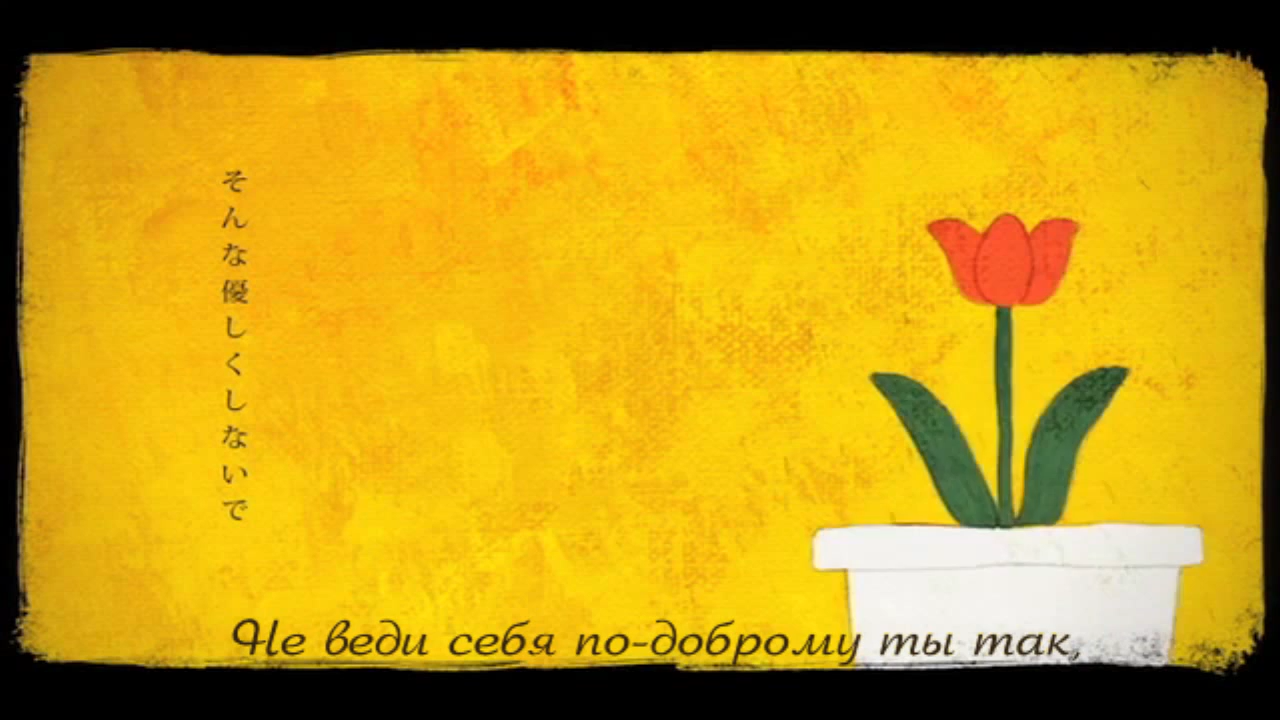 そんな優しくしないで
Не веди себя по-доброму ты так,